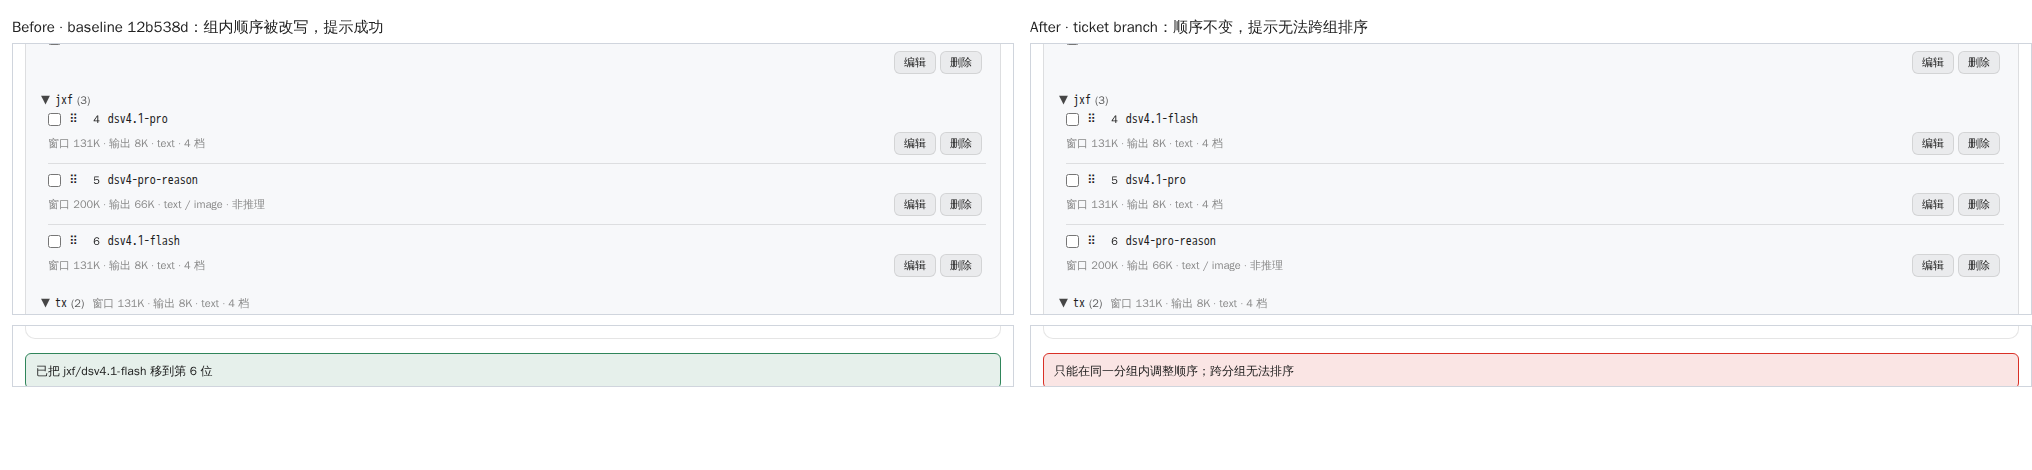 Before · baseline 12b538d：组内顺序被改写，提示成功
编辑 删除
▼ jxf (3)
⠿ 4 dsv4.1-pro
窗口 131K · 输出 8K · text · 4 档
编辑 删除
⠿ 5 dsv4-pro-reason
窗口 200K · 输出 66K · text / image · 非推理
编辑 删除
⠿ 6 dsv4.1-flash
窗口 131K · 输出 8K · text · 4 档
编辑 删除
▼ tx (2) 窗口 131K · 输出 8K · text · 4 档
已把 jxf/dsv4.1-flash 移到第 6 位
After · ticket branch：顺序不变，提示无法跨组排序
编辑 删除
▼ jxf (3)
⠿ 4 dsv4.1-flash
窗口 131K · 输出 8K · text · 4 档
编辑 删除
⠿ 5 dsv4.1-pro
窗口 131K · 输出 8K · text · 4 档
编辑 删除
⠿ 6 dsv4-pro-reason
窗口 200K · 输出 66K · text / image · 非推理
编辑 删除
▼ tx (2) 窗口 131K · 输出 8K · text · 4 档
只能在同一分组内调整顺序；跨分组无法排序